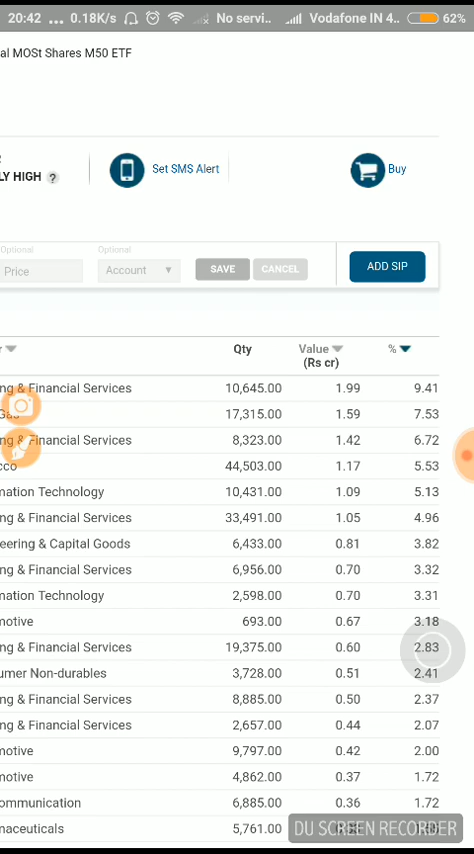 20:42 ... 0.18K/s No servi.. Vodafone IN 4.. 62%
al MOSt Shares M50 ETF
LY HIGH ?
Set SMS Alert
Buy
Optional Optional
Price Account SAVE CANCEL ADD SIP
Qty Value %
(Rs cr)
ng & Financial Services 10,645.00 1.99 9.41
Gas 17,315.00 1.59 7.53
ng & Financial Services 8,323.00 1.42 6.72
cco 44,503.00 1.17 5.53
mation Technology 10,431.00 1.09 5.13
ng & Financial Services 33,491.00 1.05 4.96
eering & Capital Goods 6,433.00 0.81 3.82
ng & Financial Services 6,956.00 0.70 3.32
mation Technology 2,598.00 0.70 3.31
motive 693.00 0.67 3.18
ng & Financial Services 19,375.00 0.60 2.83
umer Non-durables 3,728.00 0.51 2.41
ng & Financial Services 8,885.00 0.50 2.37
ng & Financial Services 2,657.00 0.44 2.07
motive 9,797.00 0.42 2.00
motive 4,862.00 0.37 1.72
ommunication 6,885.00 0.36 1.72
maceuticals 5,761.00
DU SCREEN RECORDER